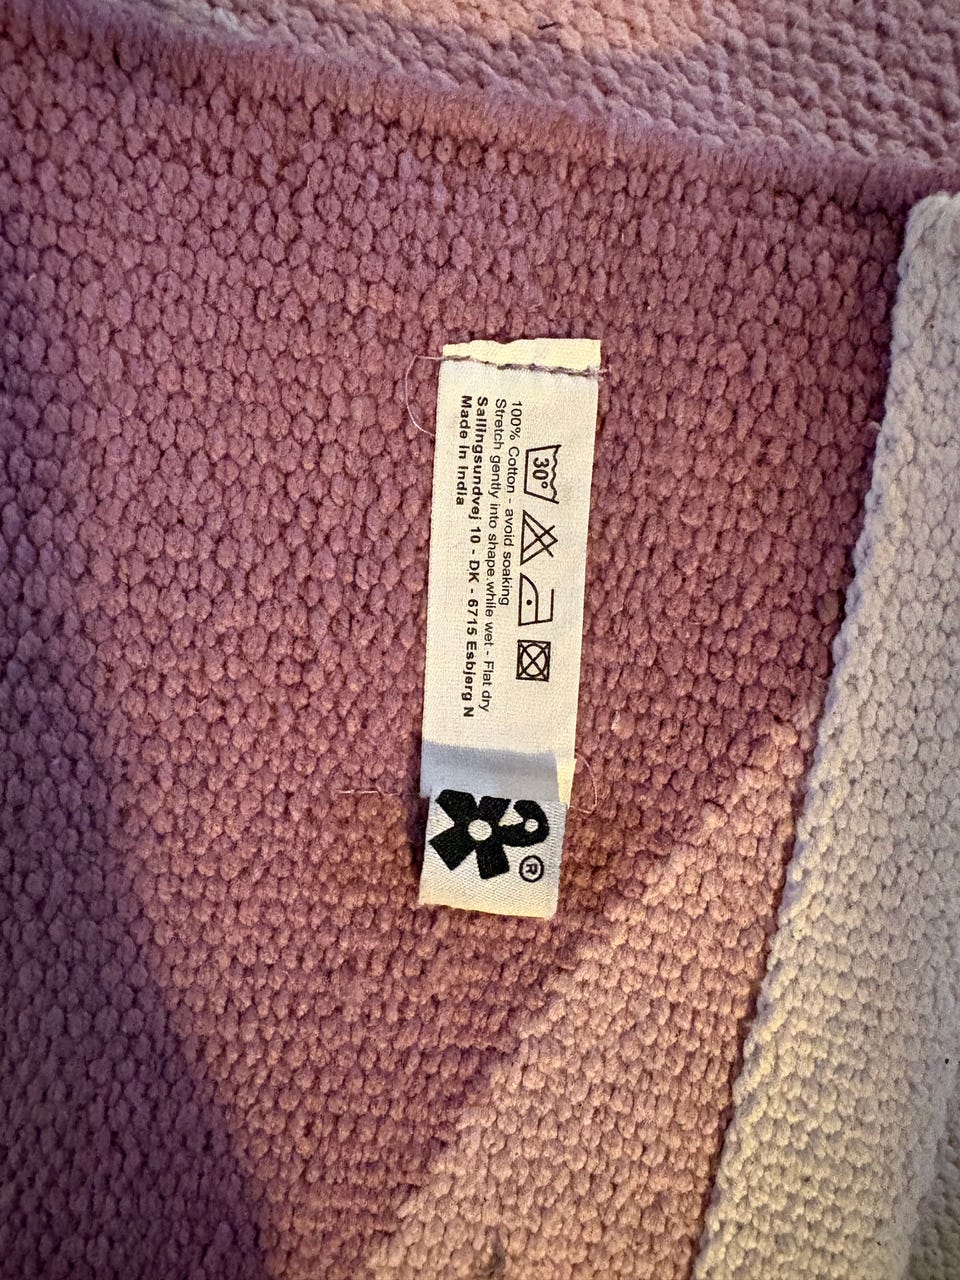 30°
100% Cotton - avoid soaking
Stretch gently into shape.while wet - Flat dry
Sallingsundvej 10 - DK - 6715 Esbjerg N
Made in India
®